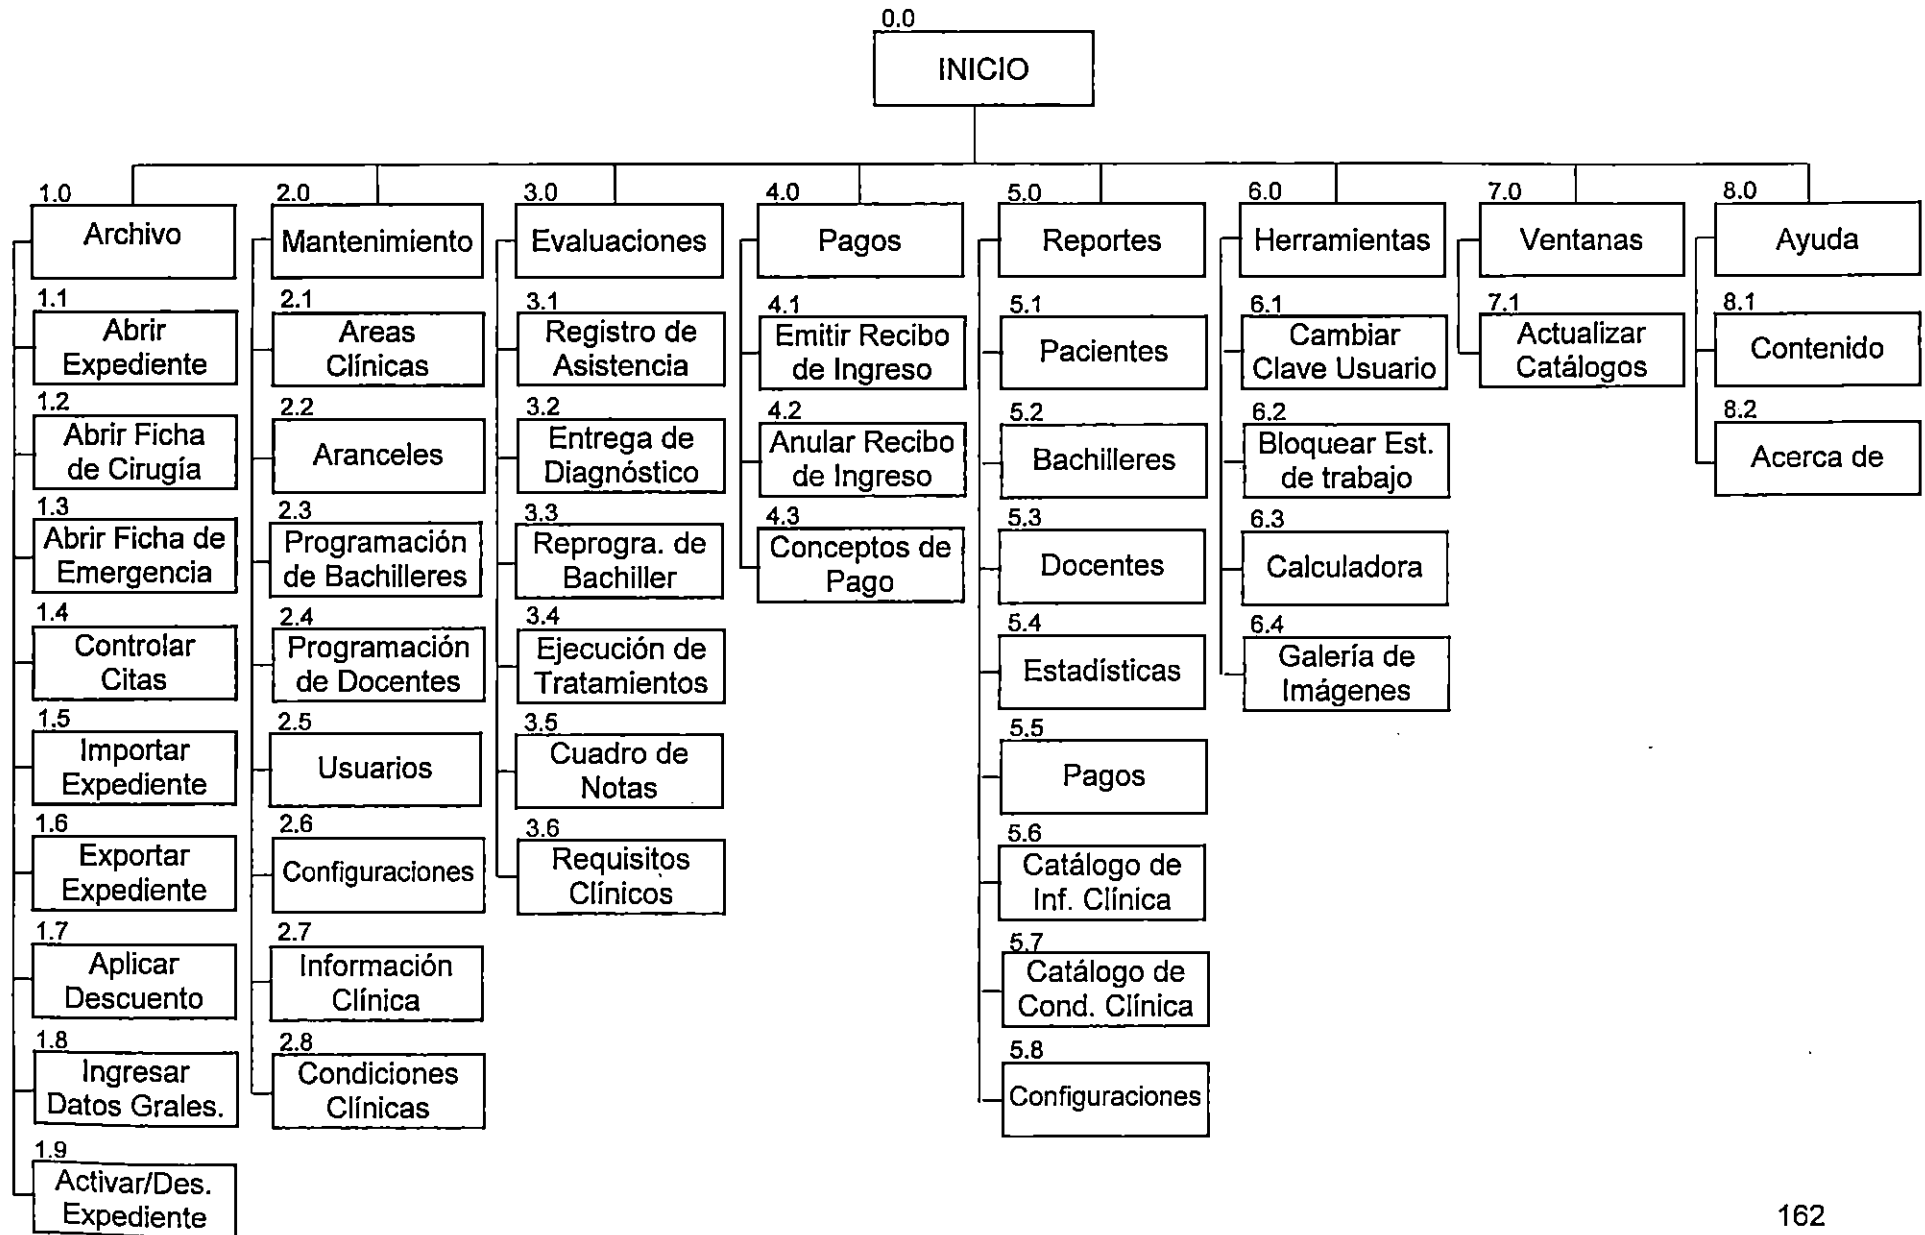 0.0
INICIO
1.0
Archivo
1.1
Abrir
Expediente
1.2
Abrir Ficha
de Cirugía
1.3
Abrir Ficha de
Emergencia
1.4
Controlar
Citas
1.5
Importar
Expediente
1.6
Exportar
Expediente
1.7
Aplicar
Descuento
1.8
Ingresar
Datos Grales.
1.9
Activar/Des.
Expediente
2.0
Mantenimiento
2.1
Areas
Clínicas
2.2
Aranceles
2.3
Programación
de Bachilleres
2.4
Programación
de Docentes
2.5
Usuarios
2.6
Configuraciones
2.7
Información
Clínica
2.8
Condiciones
Clínicas
3.0
Evaluaciones
3.1
Registro de
Asistencia
3.2
Entrega de
Diagnóstico
3.3
Reprogra. de
Bachiller
3.4
Ejecución de
Tratamientos
3.5
Cuadro de
Notas
3.6
Requisitos
Clínicos
4.0
Pagos
4.1
Emitir Recibo
de Ingreso
4.2
Anular Recibo
de Ingreso
4.3
Conceptos de
Pago
5.0
Reportes
5.1
Pacientes
5.2
Bachilleres
5.3
Docentes
5.4
Estadísticas
5.5
Pagos
5.6
Catálogo de
Inf. Clínica
5.7
Catálogo de
Cond. Clínica
5.8
Configuraciones
6.0
Herramientas
6.1
Cambiar
Clave Usuario
6.2
Bloquear Est.
de trabajo
6.3
Calculadora
6.4
Galería de
Imágenes
7.0
Ventanas
7.1
Actualizar
Catálogos
8.0
Ayuda
8.1
Contenido
8.2
Acerca de
162